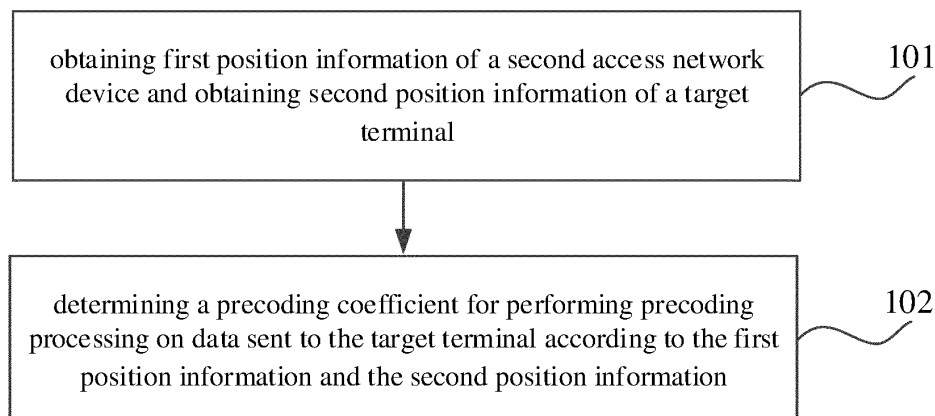 obtaining first position information of a second access network
device and obtaining second position information of a target
terminal
101
determining a precoding coefficient for performing precoding
processing on data sent to the target terminal according to the first
position information and the second position information
102